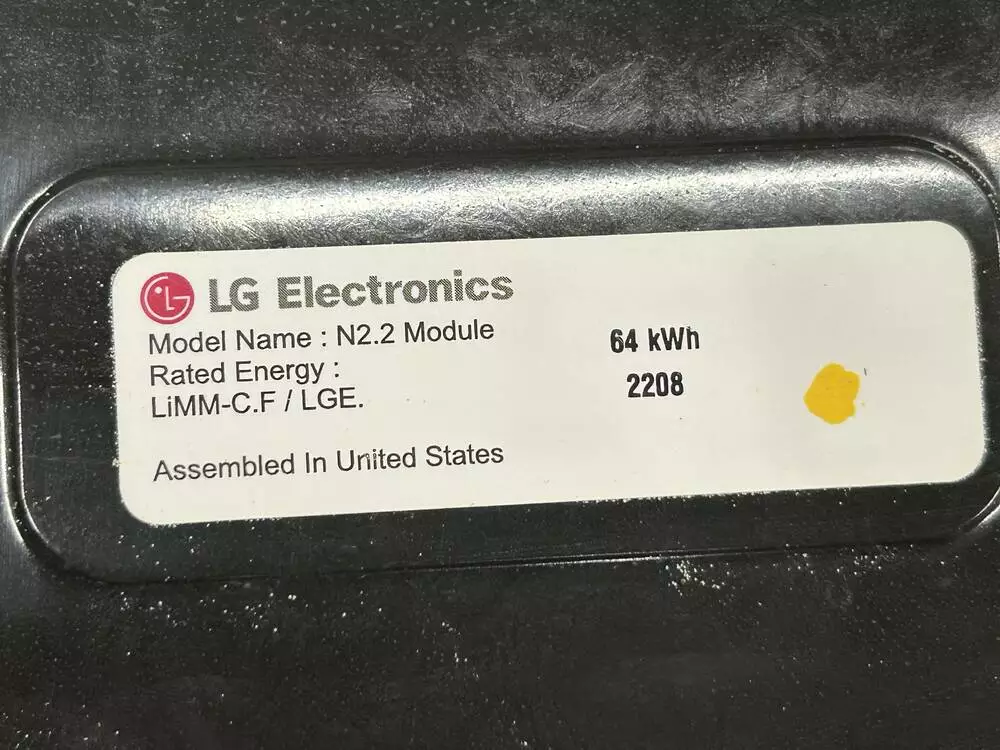 LG Electronics
Model Name : N2.2 Module
Rated Energy : 64 kWh
LiMM-C.F / LGE. 2208
Assembled In United States